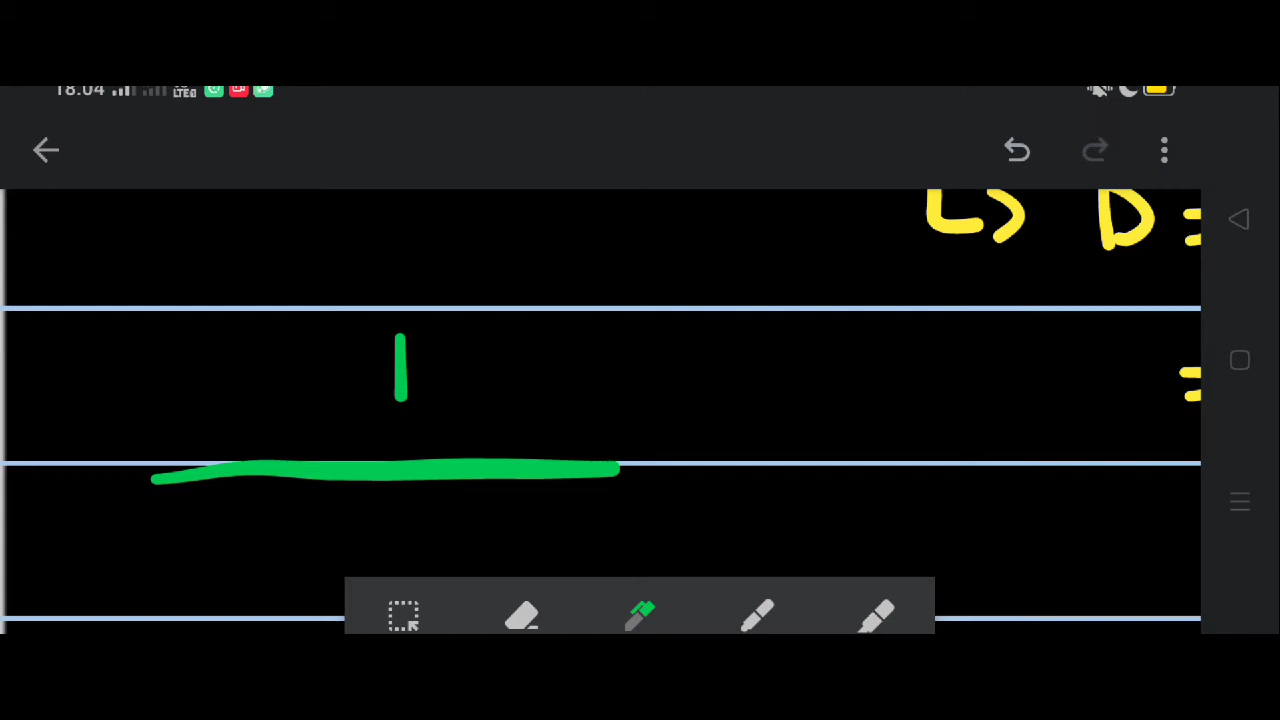 18.04
L> D =
1
=